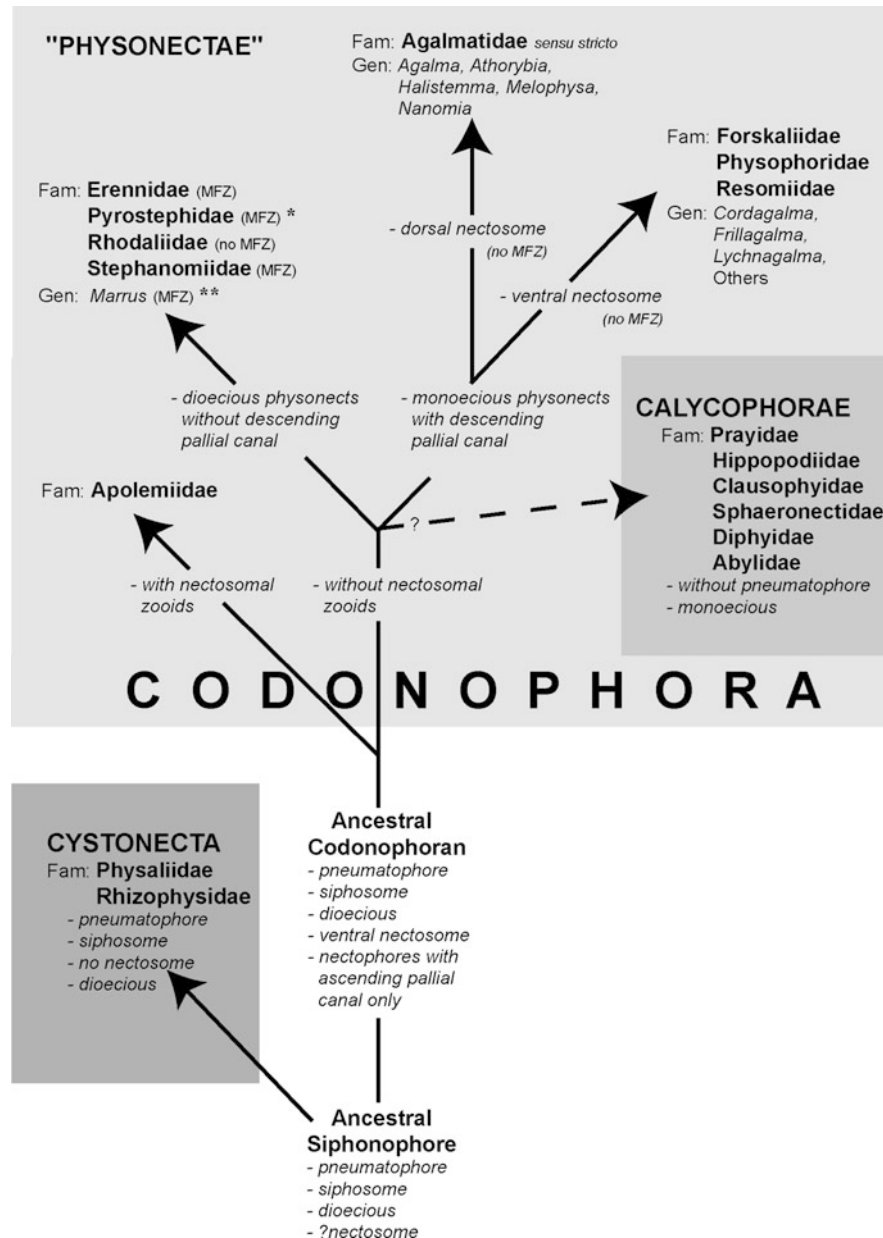 "PHYSONECTAE"
Fam: Agalmatidae sensu stricto
Gen: Agalma, Athorybia,
Halistemma, Melophysa,
Nanomia
Fam: Forskaliidae
Physophoridae
Resomiidae
Gen: Cordagalma,
Frillagalma,
Lychnagalma,
Others
Fam: Erennidae (MFZ)
Pyrostephidae (MFZ) *
Rhodaliidae (no MFZ)
Stephanomiidae (MFZ)
Gen: Marrus (MFZ) **
- dorsal nectosome
(no MFZ)
- ventral nectosome
(no MFZ)
- dioecious physonects
without descending
pallial canal
- monoecious physonects
with descending
pallial canal
CALYCOPHORAE
Fam: Prayidae
Hippopodiidae
Clausophyidae
Sphaeronectidae
Diphyidae
Abylidae
- without pneumatophore
- monoecious
Fam: Apolemiidae
?
- with nectosomal
zooids
- without nectosomal
zooids
CODONOPHORA
Ancestral
Codonophoran
- pneumatophore
- siphosome
- dioecious
- ventral nectosome
- nectophores with
ascending pallial
canal only
CYSTONECTA
Fam: Physaliidae
Rhizophysidae
- pneumatophore
- siphosome
- no nectosome
- dioecious
Ancestral
Siphonophore
- pneumatophore
- siphosome
- dioecious
- ?nectosome